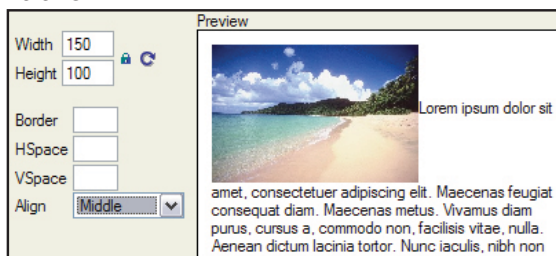 Preview
Width 150
Height 100
Border
HSpace
VSpace
Align Middle
Lorem ipsum dolor sit
amet, consectetuer adipiscing elit. Maecenas feugiat
consequat diam. Maecenas metus. Vivamus diam
purus, cursus a, commodo non, facilisis vitae, nulla.
Aenean dictum lacinia tortor. Nunc iaculis, nibh non